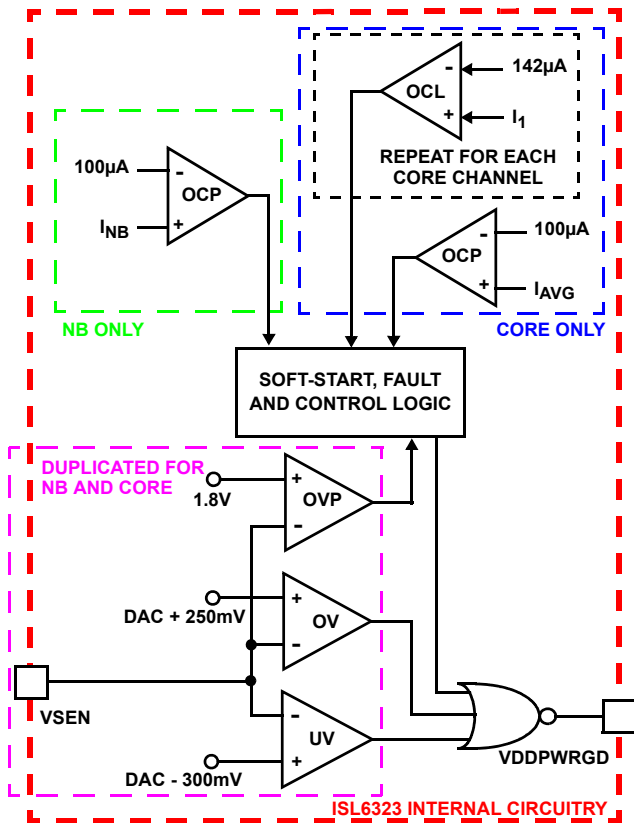 142µA
-
OCL
+
I1
REPEAT FOR EACH
CORE CHANNEL
100µA
-
OCP
INB
+
100µA
-
OCP
+
IAVG
NB ONLY
CORE ONLY
SOFT-START, FAULT
AND CONTROL LOGIC
DUPLICATED FOR
NB AND CORE
+
1.8V
OVP
-
+
DAC + 250mV
OV
-
VSEN
-
UV
+
DAC - 300mV
VDDPWRGD
ISL6323 INTERNAL CIRCUITRY